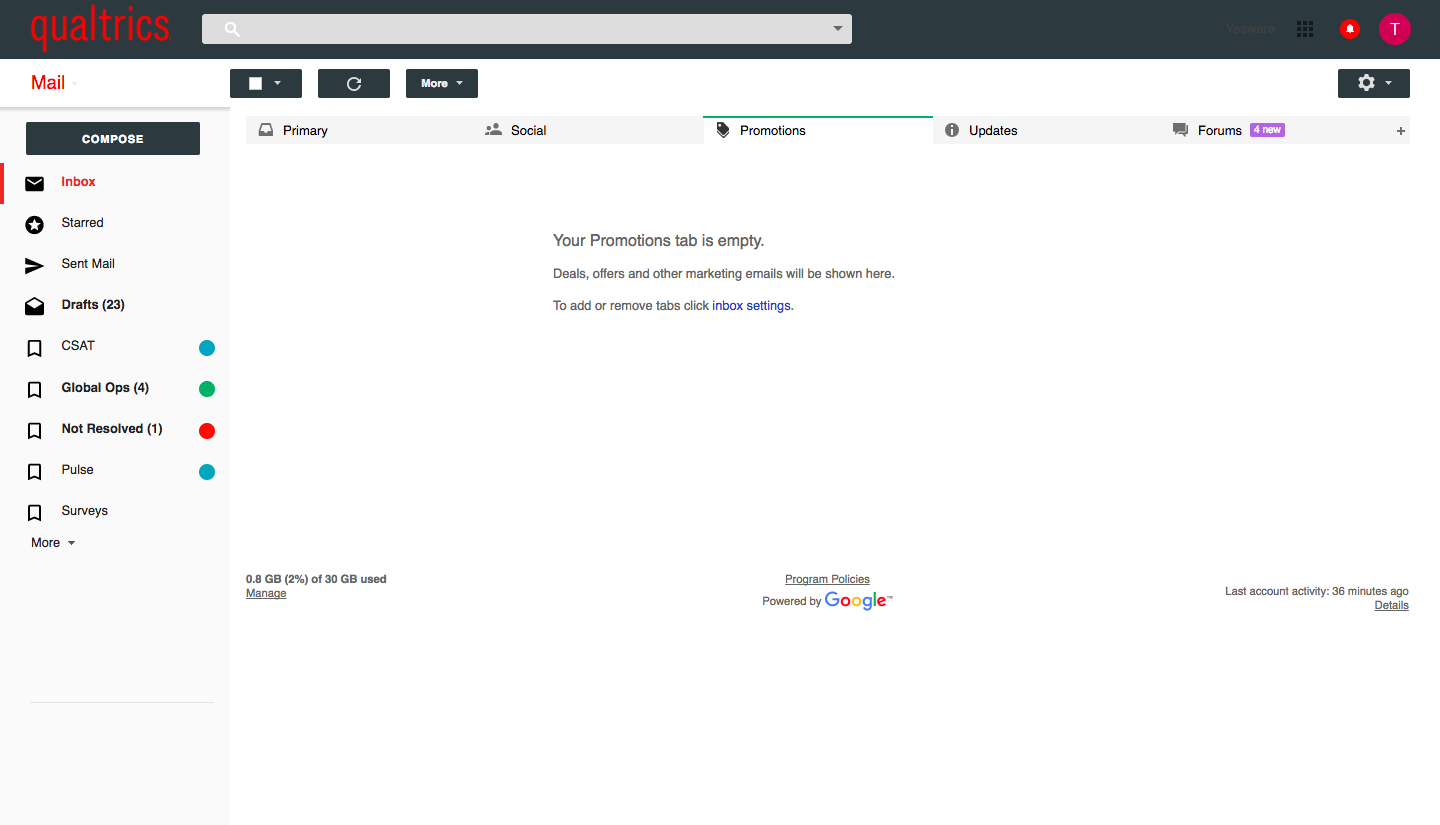 qualtrics
Yesware
T
Mail
More
COMPOSE
Primary
Social
Promotions
Updates
Forums 4 new
+
Inbox
Starred
Sent Mail
Drafts (23)
CSAT
Global Ops (4)
Not Resolved (1)
Pulse
Surveys
More
Your Promotions tab is empty.
Deals, offers and other marketing emails will be shown here.
To add or remove tabs click inbox settings.
0.8 GB (2%) of 30 GB used
Manage
Program Policies
Powered by Google™
Last account activity: 36 minutes ago
Details